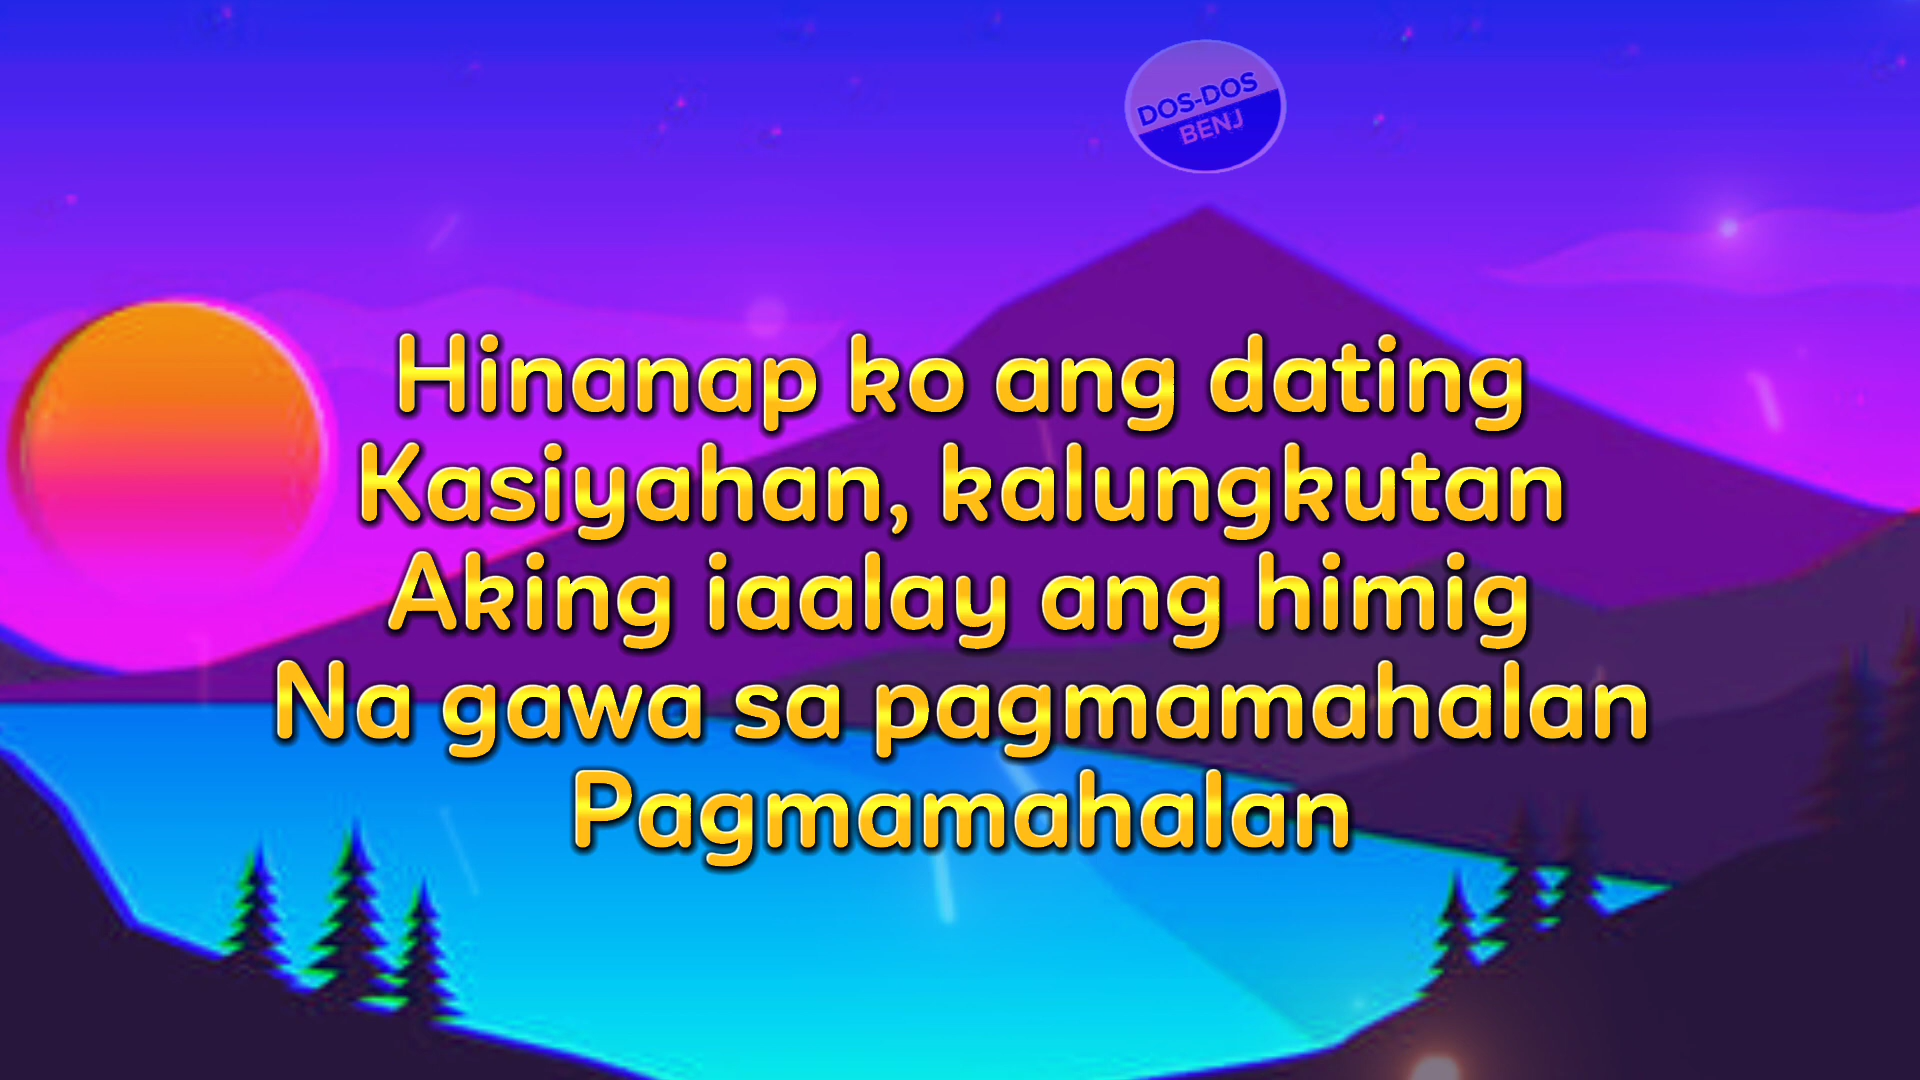 DOS-DOS
BENJ
Hinanap ko ang dating
Kasiyahan, kalungkutan
Aking iaalay ang himig
Na gawa sa pagmamahalan
Pagmamahalan